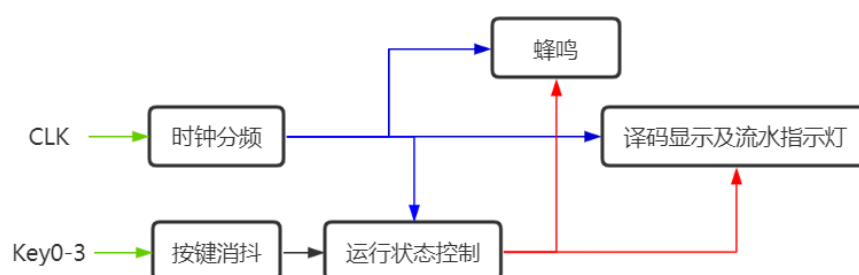 蜂鸣
CLK
时钟分频
译码显示及流水指示灯
Key0-3
按键消抖
运行状态控制